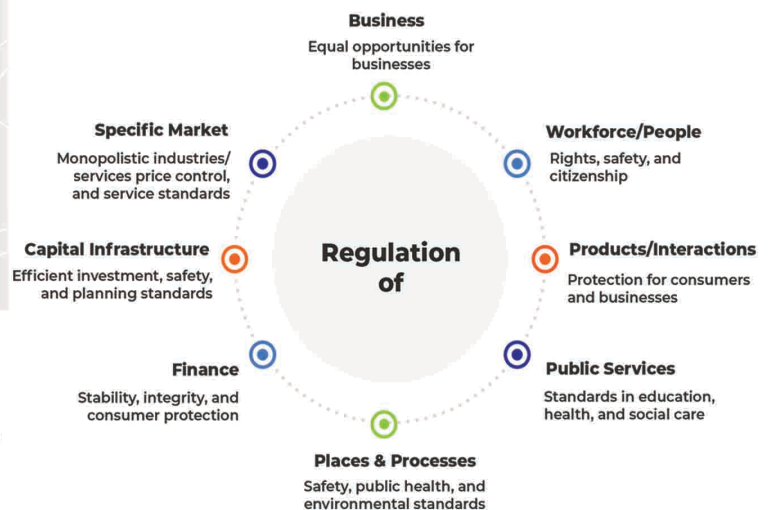 Business
Equal opportunities for
businesses
Workforce/People
Rights, safety, and
citizenship
Products/Interactions
Protection for consumers
and businesses
Public Services
Standards in education,
health, and social care
Places & Processes
Safety, public health, and
environmental standards
Finance
Stability, integrity, and
consumer protection
Capital Infrastructure
Efficient investment, safety,
and planning standards
Specific Market
Monopolistic industries/
services price control,
and service standards
Regulation
of